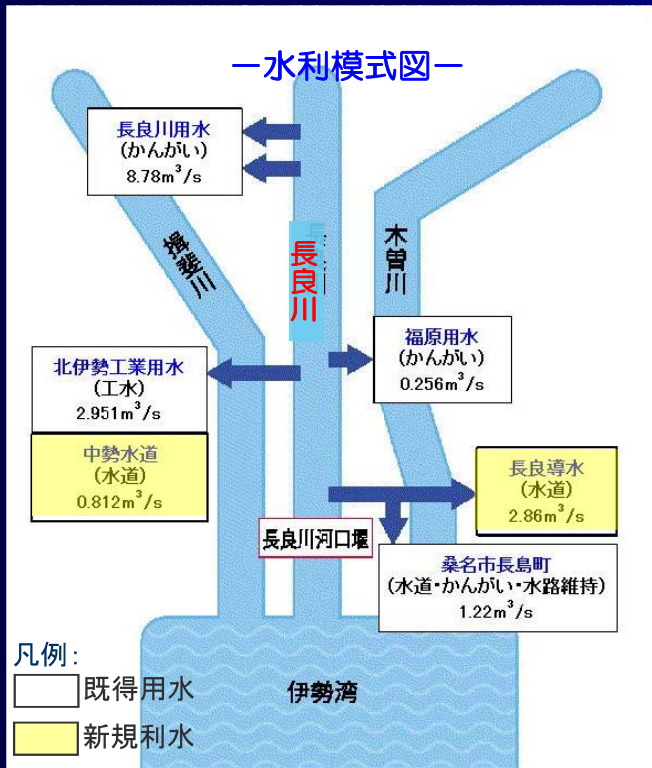 ー水利模式図ー
長良川用水
(かんがい)
8.78m³/s
揖斐川
長良川
木曽川
福原用水
(かんがい)
0.256m³/s
北伊勢工業用水
(工水)
2.951m³/s
中勢水道
(水道)
0.812m³/s
長良導水
(水道)
2.86m³/s
長良川河口堰
桑名市長島町
(水道・かんがい・水路維持)
1.22m³/s
伊勢湾
凡例:
既得用水
新規利水